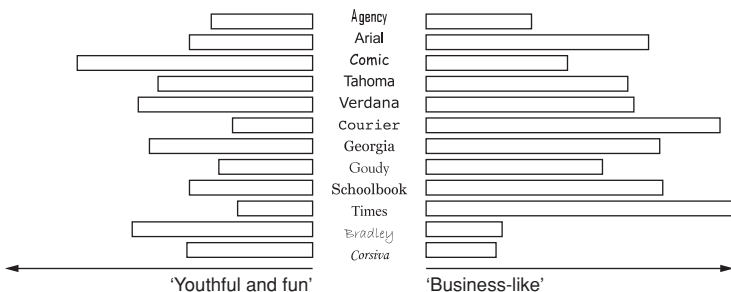 Agency
Arial
Comic
Tahoma
Verdana
Courier
Georgia
Goudy
Schoolbook
Times
Bradley
Corsiva
‘Youthful and fun’ ‘Business-like’